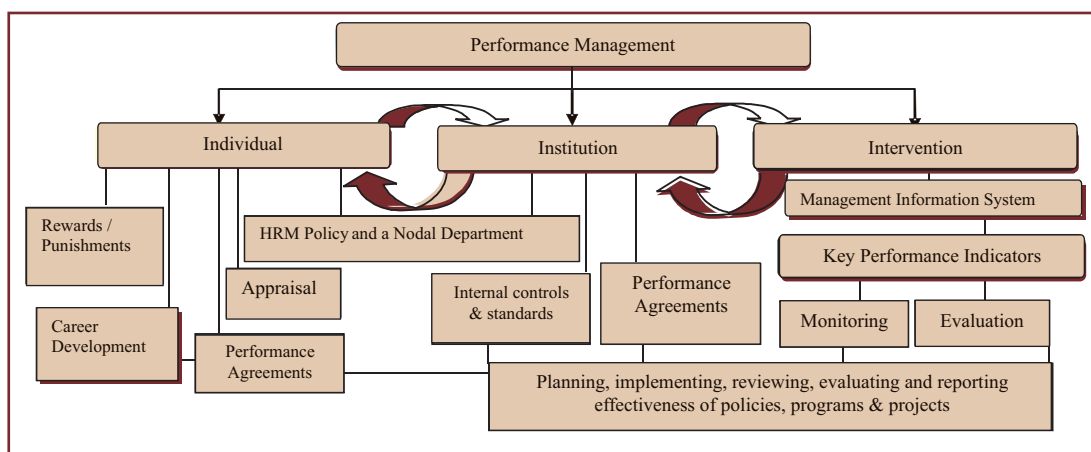 Performance Management
Individual
Institution
Intervention
Rewards /
Punishments
HRM Policy and a Nodal Department
Management Information System
Key Performance Indicators
Appraisal
Internal controls
& standards
Performance
Agreements
Monitoring
Evaluation
Career
Development
Performance
Agreements
Planning, implementing, reviewing, evaluating and reporting
effectiveness of policies, programs & projects